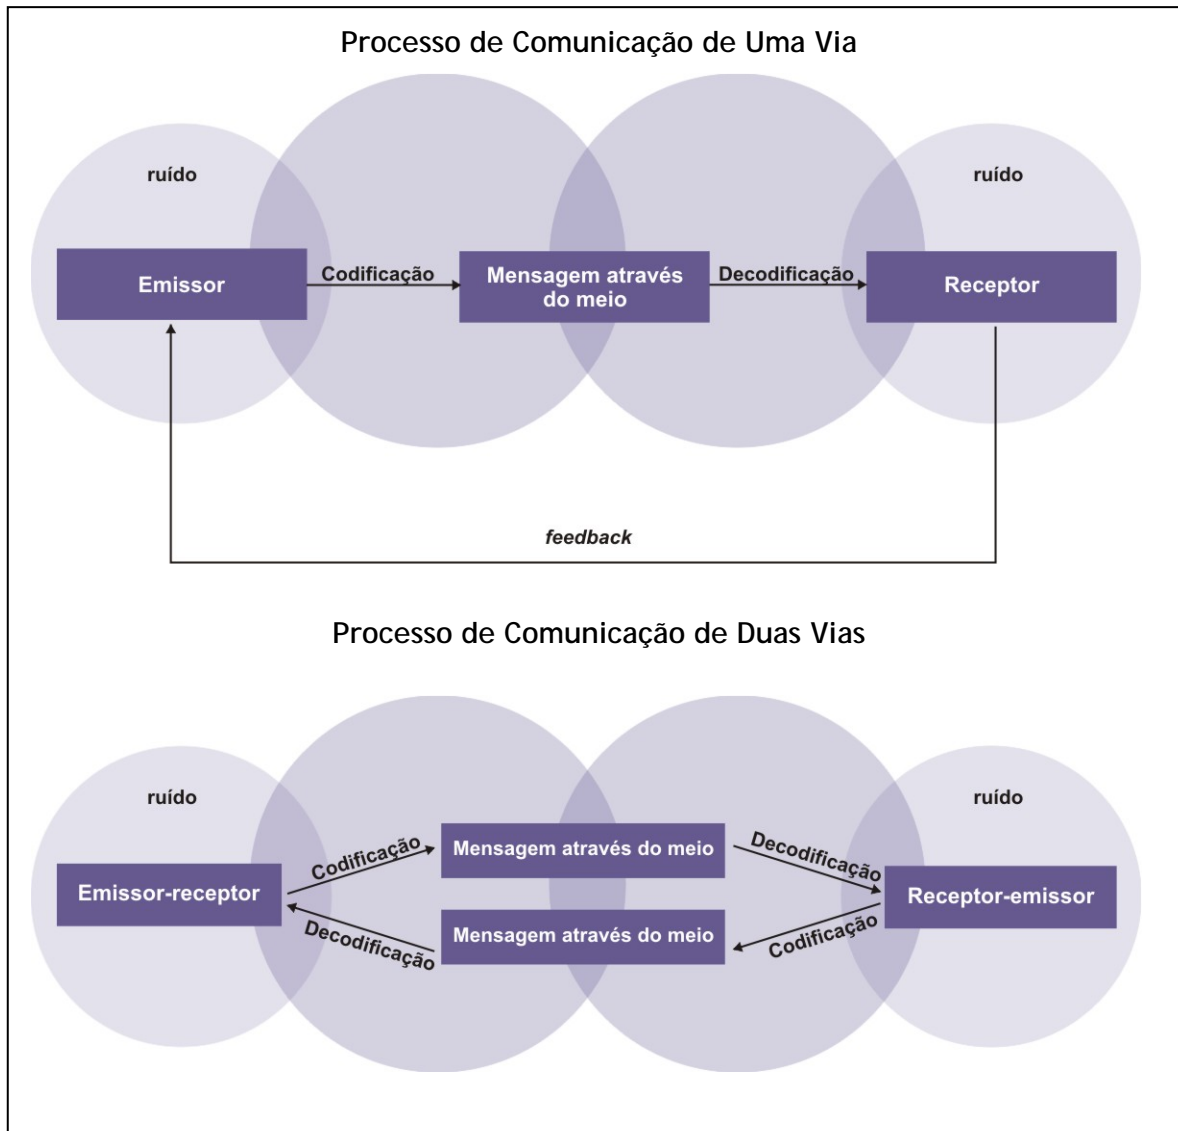 Processo de Comunicação de Uma Via
ruído
ruído
Emissor
Codificação
Mensagem através
do meio
Decodificação
Receptor
feedback
Processo de Comunicação de Duas Vias
ruído
ruído
Emissor-receptor
Codificação
Mensagem através do meio
Decodificação
Receptor-emissor
Decodificação
Mensagem através do meio
Codificação